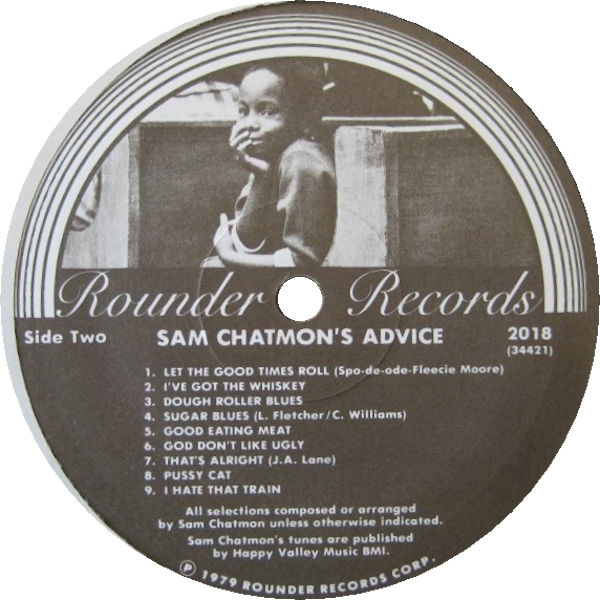 Rounder Records
Side Two SAM CHATMON'S ADVICE 2018
(34421)
1. LET THE GOOD TIMES ROLL (Spo-de-ode-Fleecie Moore)
2. I'VE GOT THE WHISKEY
3. DOUGH ROLLER BLUES
4. SUGAR BLUES (L. Fletcher/C. Williams)
5. GOOD EATING MEAT
6. GOD DON'T LIKE UGLY
7. THAT'S ALRIGHT (J.A. Lane)
8. PUSSY CAT
9. I HATE THAT TRAIN
All selections composed or arranged
by Sam Chatmon unless otherwise indicated.
Sam Chatmon's tunes are published
by Happy Valley Music BMI.
℗ 1979 ROUNDER RECORDS CORP.